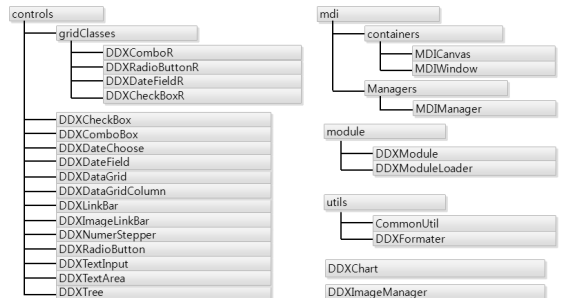 controls
gridClasses
DDXComboR
DDXRadioButtonR
DDXDateFieldR
DDXCheckBoxR
DDXCheckBox
DDXComboBox
DDXDateChoose
DDXDateField
DDXDataGrid
DDXDataGridColumn
DDXLinkBar
DDXImageLinkBar
DDXNumerStepper
DDXRadioButton
DDXTextInput
DDXTextArea
DDXTree
mdi
containers
MDICanvas
MDIWindow
Managers
MDIManager
module
DDXModule
DDXModuleLoader
utils
CommonUtil
DDXFormater
DDXChart
DDXImageManager